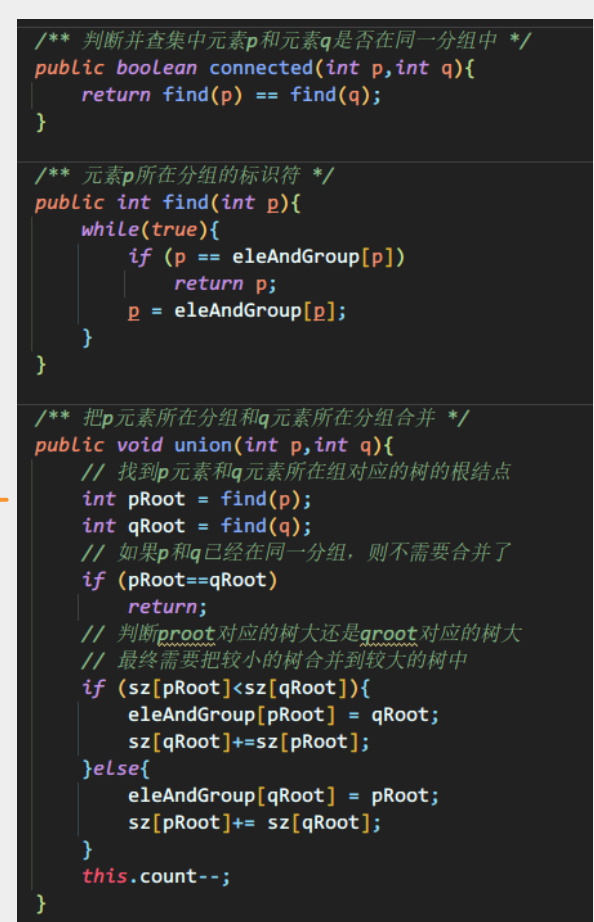 /** 判断并查集中元素p和元素q是否在同一分组中 */
public boolean connected(int p,int q){
    return find(p) == find(q);
}
/** 元素p所在分组的标识符 */
public int find(int p){
    while(true){
        if (p == eleAndGroup[p])
            return p;
        p = eleAndGroup[p];
    }
}
/** 把p元素所在分组和q元素所在分组合并 */
public void union(int p,int q){
    // 找到p元素和q元素所在组对应的树的根结点
    int pRoot = find(p);
    int qRoot = find(q);
    // 如果p和q已经在同一分组，则不需要合并了
    if (pRoot==qRoot)
        return;
    // 判断proot对应的树大还是qroot对应的树大
    // 最终需要把较小的树合并到较大的树中
    if (sz[pRoot]<sz[qRoot]){
        eleAndGroup[pRoot] = qRoot;
        sz[qRoot]+=sz[pRoot];
    }else{
        eleAndGroup[qRoot] = pRoot;
        sz[pRoot]+= sz[qRoot];
    }
    this.count--;
}